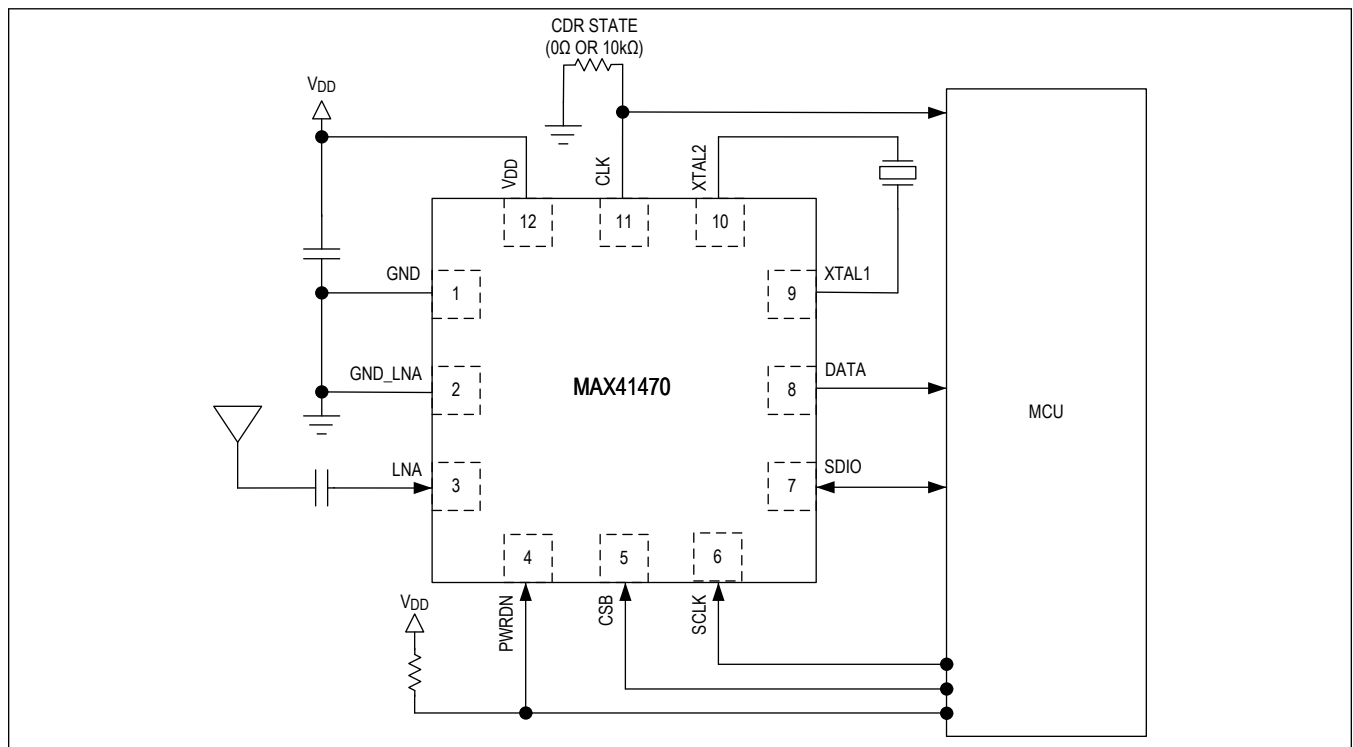 CDR STATE
(0Ω OR 10kΩ)
VDD
VDD
CLK
XTAL2
12
11
10
GND
1
9
XTAL1
GND_LNA
2
MAX41470
8
DATA
MCU
LNA
3
7
SDIO
4
5
6
VDD
PWRDN
CSB
SCLK